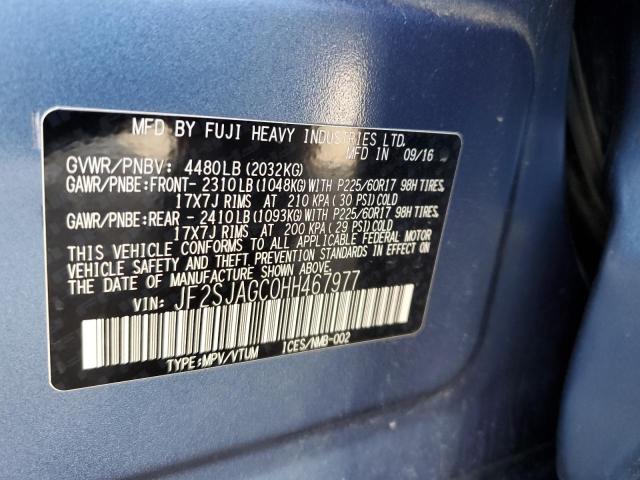 MFD BY FUJI HEAVY INDUSTRIES LTD.
MFD IN 09/16
GVWR/PNBV: 4480LB (2032KG)
GAWR/PNBE:FRONT- 2310LB(1048KG)WITH P225/60R17 98H TIRES,
17X7J RIMS AT 210 KPA(30 PSI)COLD
GAWR/PNBE:REAR -2410LB(1093KG)WITH P225/60R17 98H TIRES,
17X7J RIMS AT 200 KPA(29 PSI)COLD
THIS VEHICLE CONFORMS TO ALL APPLICABLE FEDERAL MOTOR
VEHICLE SAFETY AND THEFT PREVENTION STANDARDS IN EFFECT ON
THE DATE OF MANUFACTURE SHOWN ABOVE.
VIN: JF2SJAGC0HH467977
TYPE:MPV/VTUM ICES/NMB-002